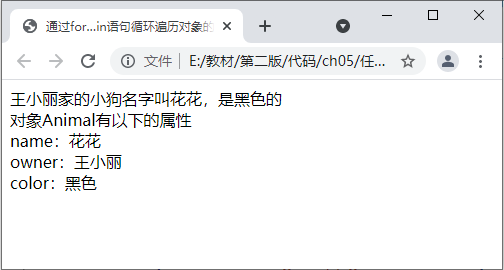 通过for...in语句循环遍历对象的
文件 | E:/教材/第二版/代码/ch05/任...
王小丽家的小狗名字叫花花，是黑色的
对象Animal有以下的属性
name：花花
owner：王小丽
color：黑色